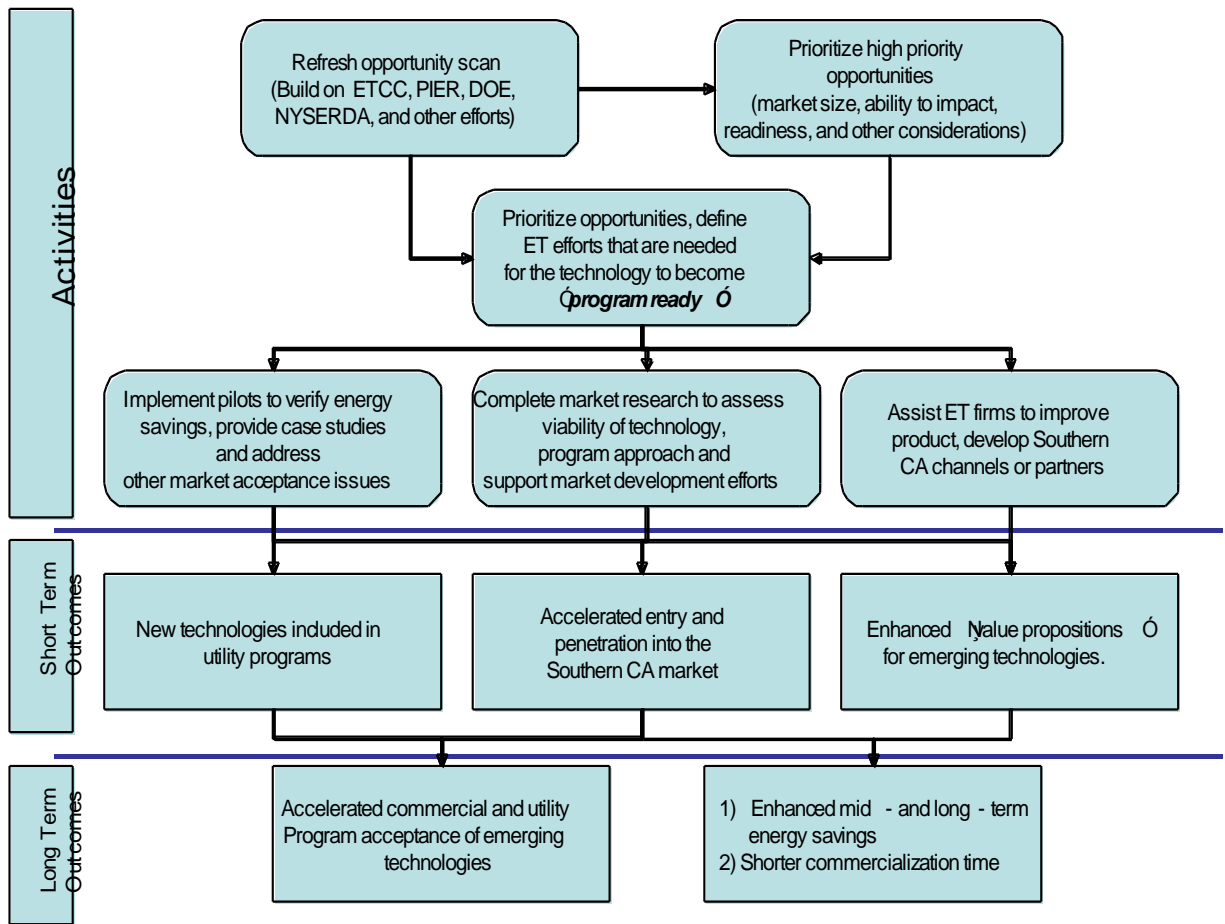 Activities
Refresh opportunity scan
(Build on ETCC, PIER, DOE,
NYSERDA, and other efforts)
Prioritize high priority
opportunities
(market size, ability to impact,
readiness, and other considerations)
Prioritize opportunities, define
ET efforts that are needed
for the technology to become
Óprogram ready Ó
Implement pilots to verify energy
savings, provide case studies
and address
other market acceptance issues
Complete market research to assess
viability of technology,
program approach and
support market development efforts
Assist ET firms to improve
product, develop Southern
CA channels or partners
Short Term
Outcomes
New technologies included in
utility programs
Accelerated entry and
penetration into the
Southern CA market
Enhanced value propositions Ó
for emerging technologies.
Long Term
Outcomes
Accelerated commercial and utility
Program acceptance of emerging
technologies
1) Enhanced mid - and long - term
energy savings
2) Shorter commercialization time